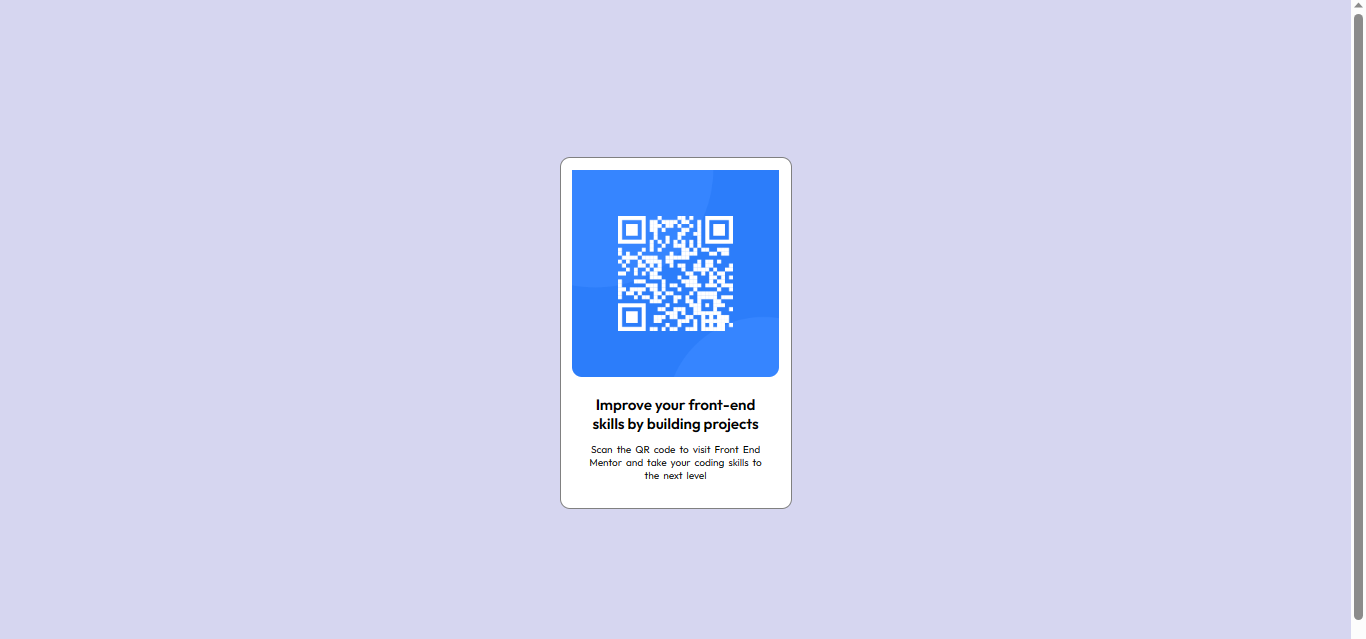 Improve your front-end
skills by building projects
Scan the QR code to visit Front End
Mentor and take your coding skills to
the next level